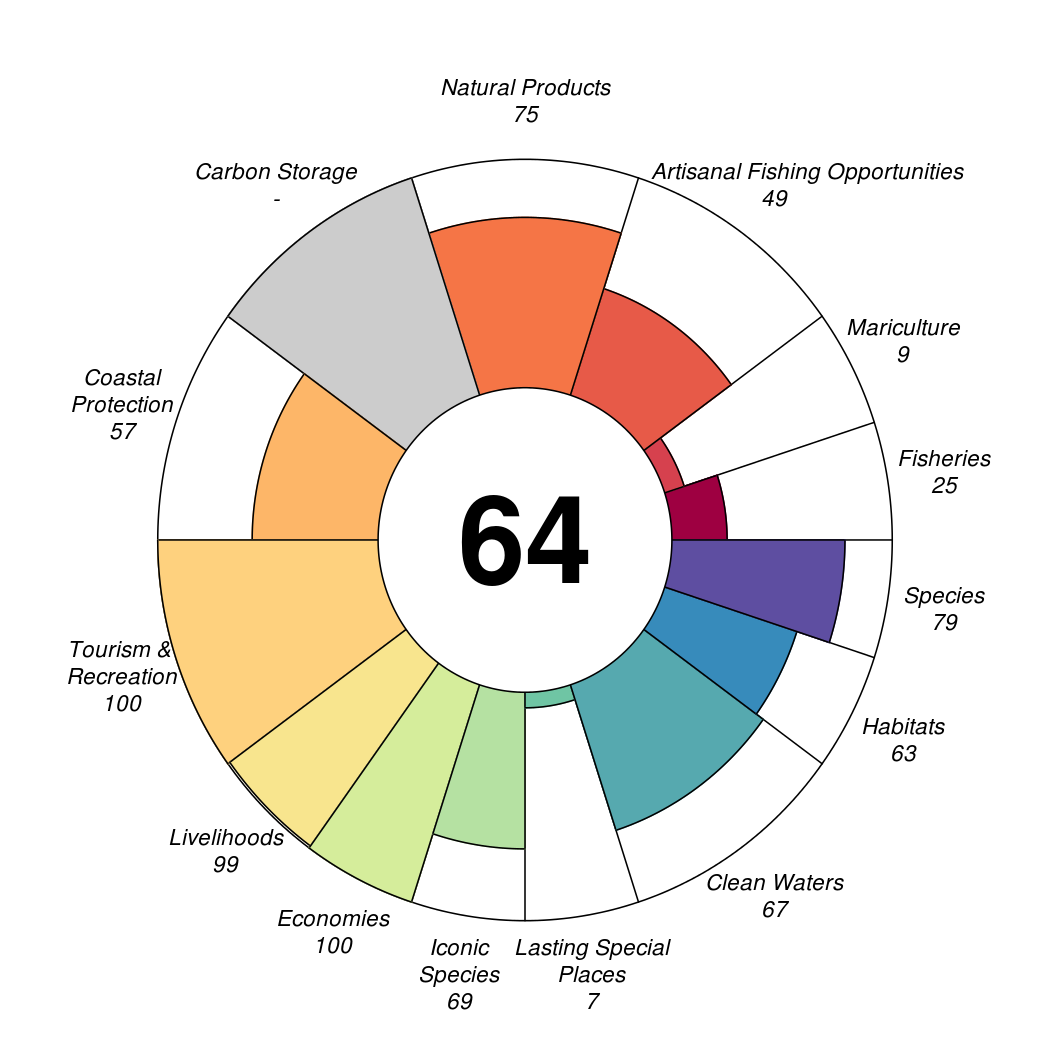 Natural Products
75
Carbon Storage
-
Artisanal Fishing Opportunities
49
Mariculture
9
Coastal
Protection
57
Fisheries
25
64
Species
79
Tourism &
Recreation
100
Habitats
63
Livelihoods
99
Clean Waters
67
Economies
100
Iconic
Species
69
Lasting Special
Places
7